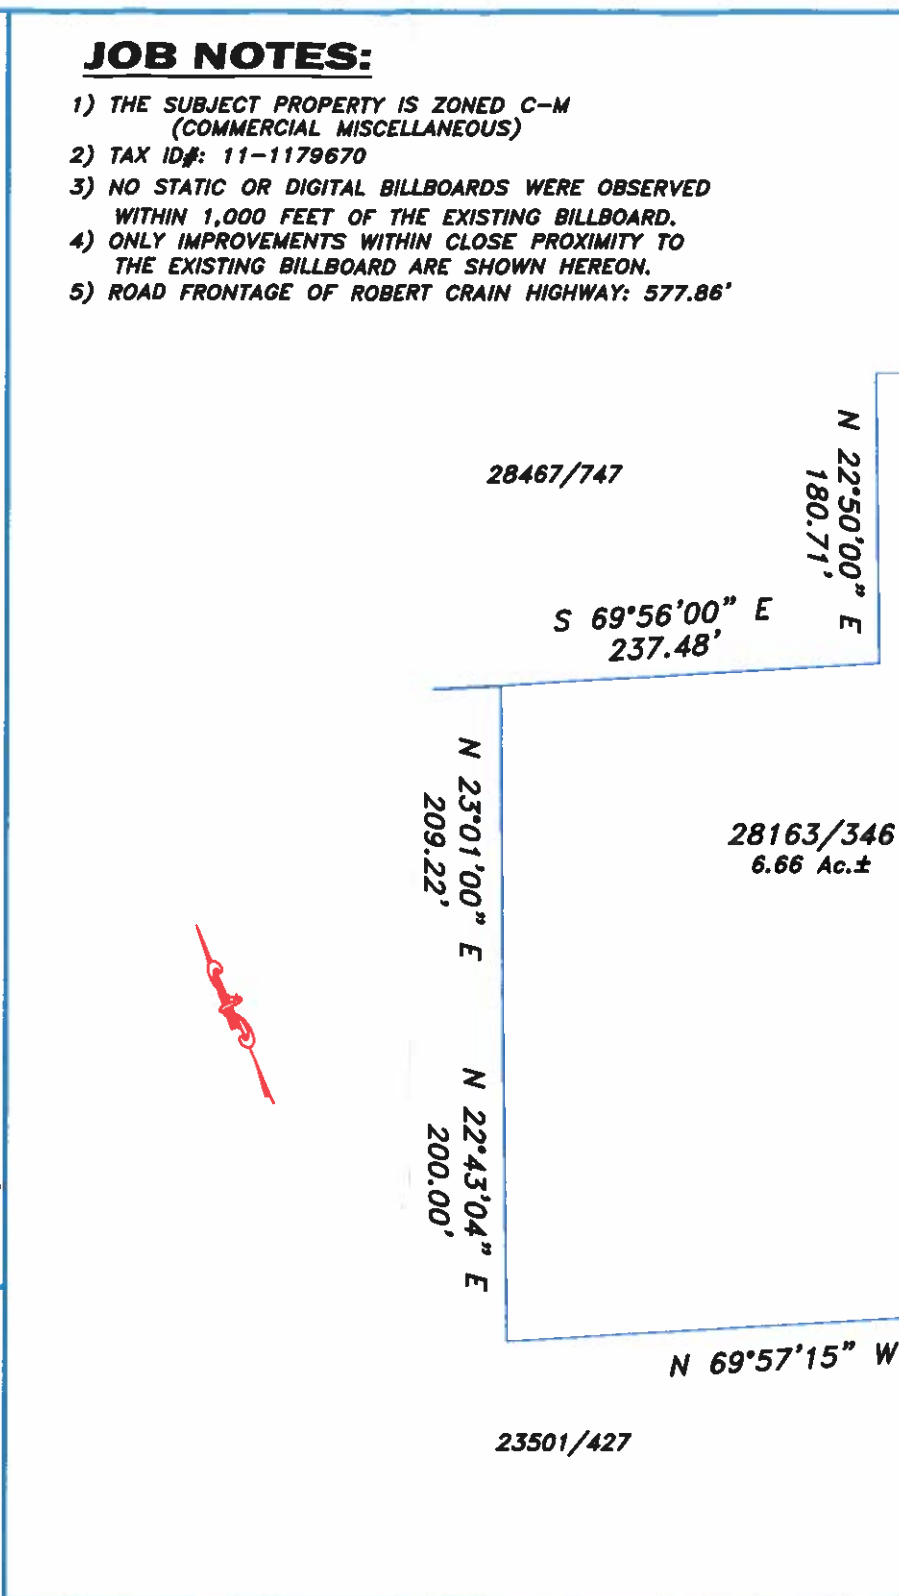 JOB NOTES:
1) THE SUBJECT PROPERTY IS ZONED C-M
(COMMERCIAL MISCELLANEOUS)
2) TAX ID#: 11-1179670
3) NO STATIC OR DIGITAL BILLBOARDS WERE OBSERVED
WITHIN 1,000 FEET OF THE EXISTING BILLBOARD.
4) ONLY IMPROVEMENTS WITHIN CLOSE PROXIMITY TO
THE EXISTING BILLBOARD ARE SHOWN HEREON.
5) ROAD FRONTAGE OF ROBERT CRAIN HIGHWAY: 577.86'
N 22°50'00" E
180.71'
28467/747
S 69°56'00" E
237.48'
N 23°01'00" E
209.22'
28163/346
6.66 Ac.±
N 22°43'04" E
200.00'
N 69°57'15" W
23501/427